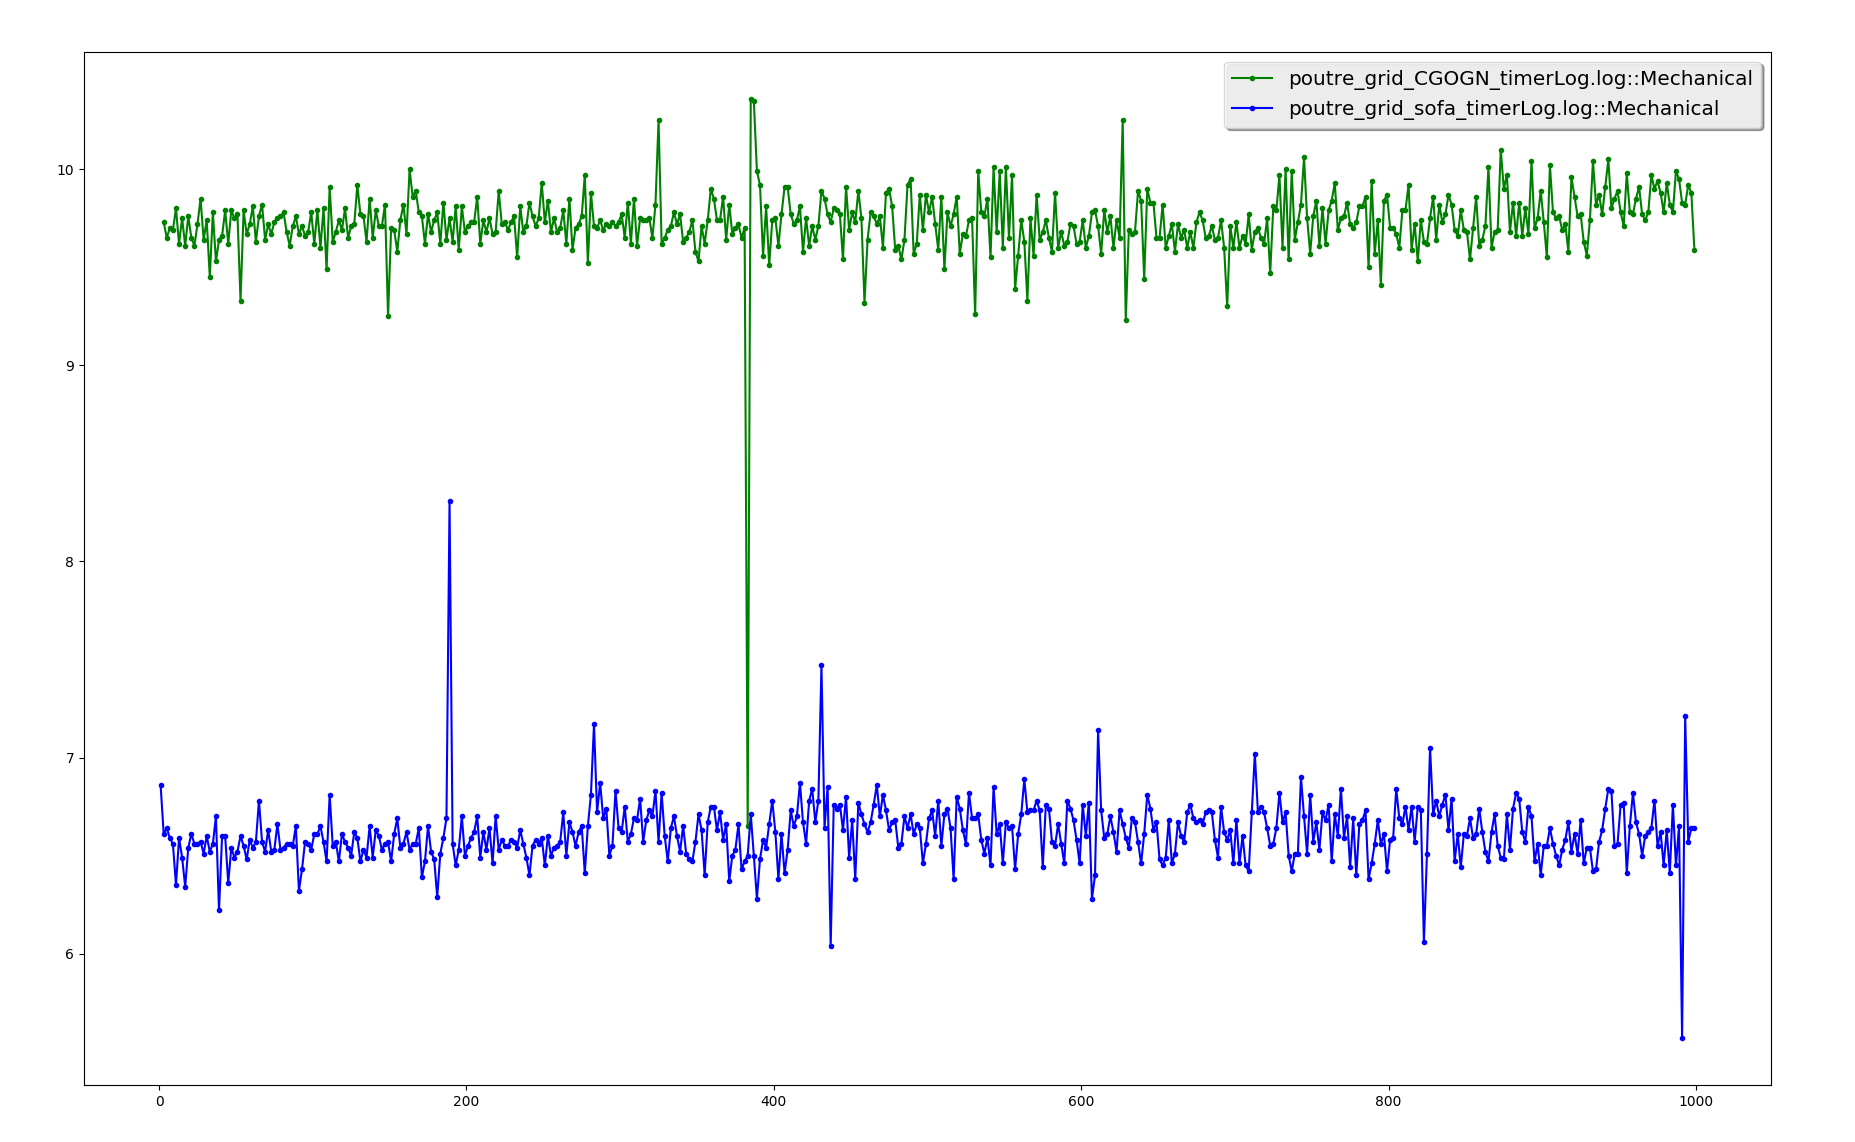 poutre_grid_CGOGN_timerLog.log::Mechanical
poutre_grid_sofa_timerLog.log::Mechanical
10
9
8
7
6
0 200 400 600 800 1000